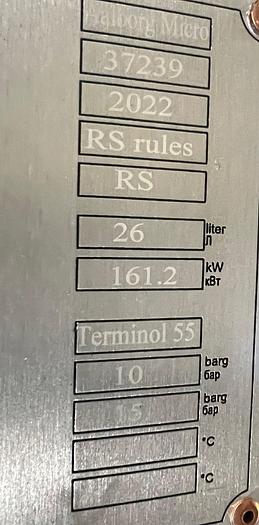 Aalborg Micro
37239
2022
RS rules
RS
26 liter
Л
161.2 kW
кВт
Terminol 55
10 barg
бар
15 barg
бар
°C
°C